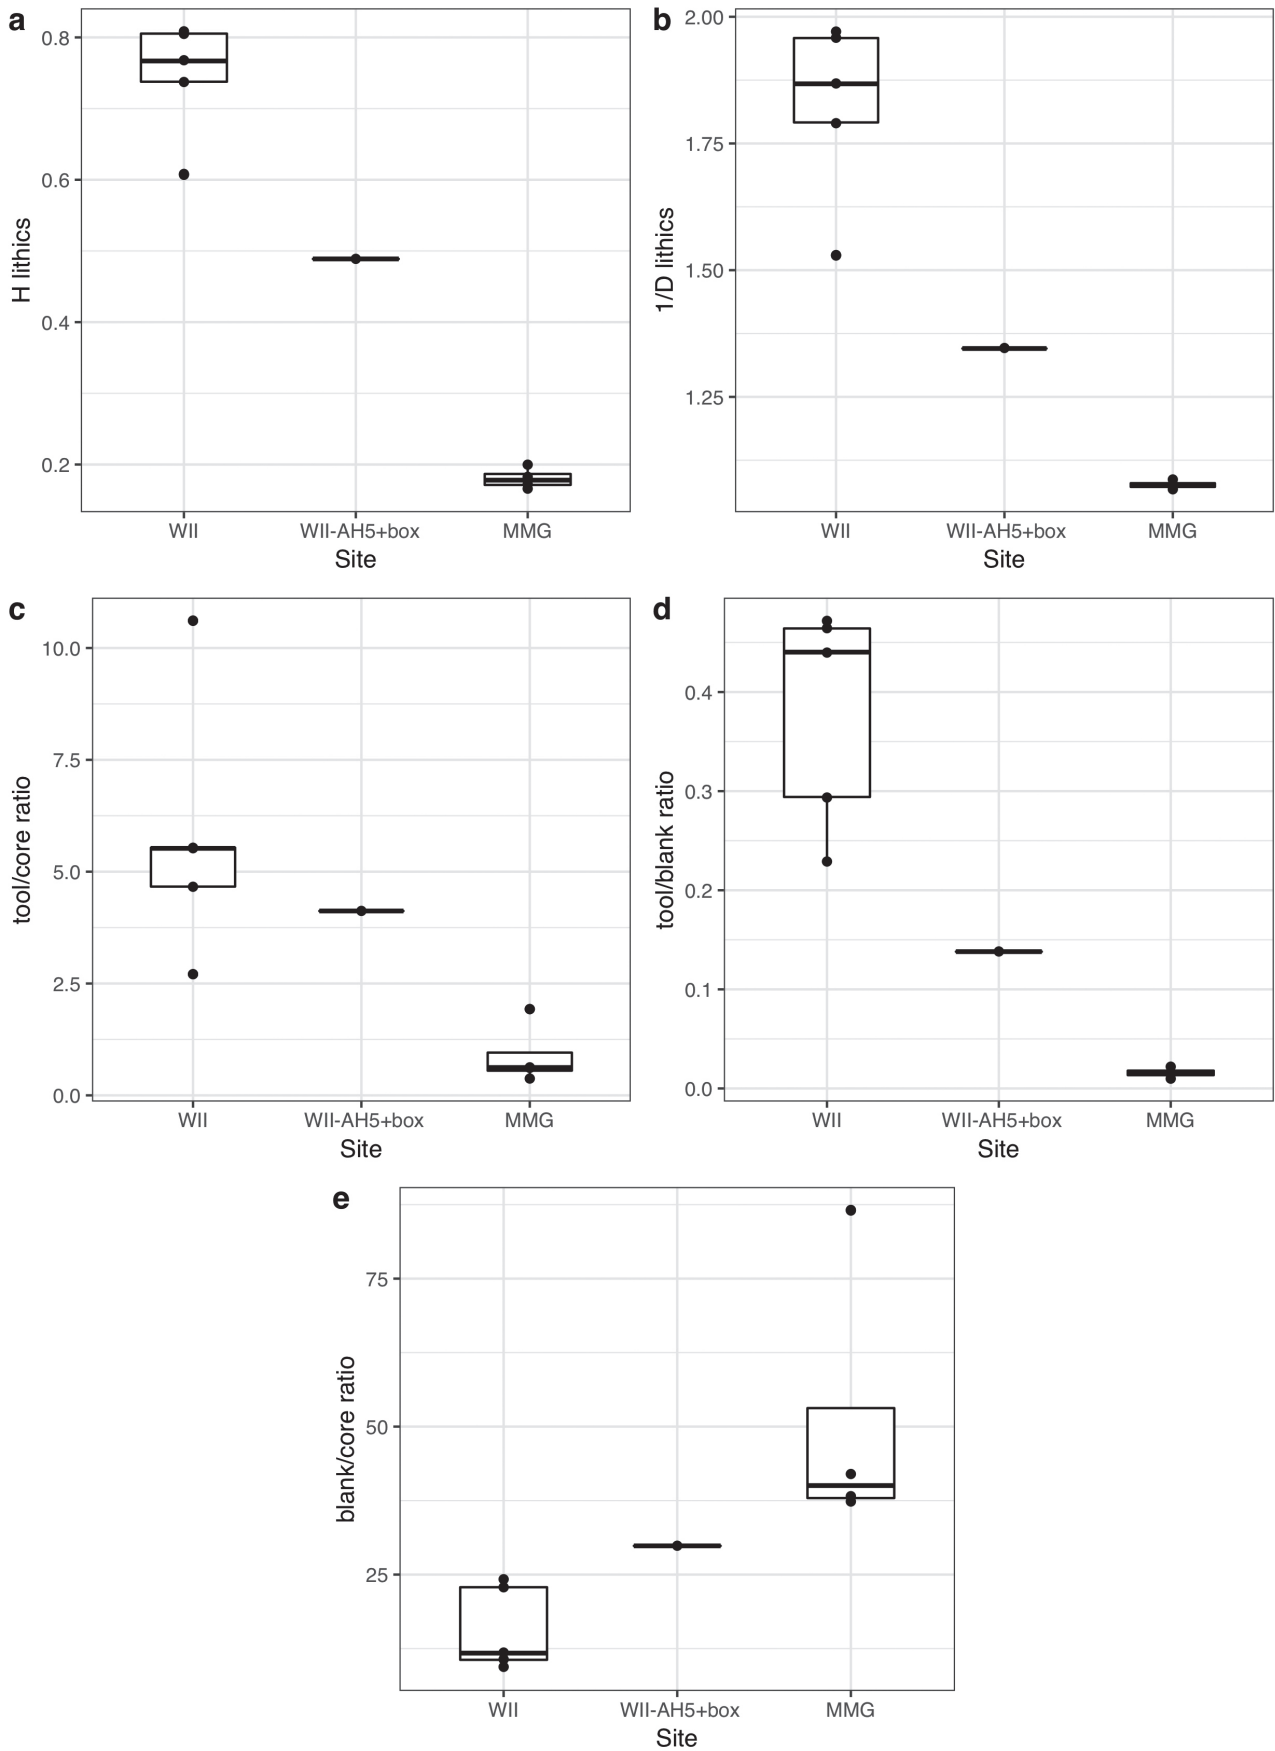 a
0.8
0.6
0.4
0.2
H lithics
WII
WII-AH5+box
MMG
Site
b
2.00
1.75
1.50
1.25
1/D lithics
WII
WII-AH5+box
MMG
Site
c
10.0
7.5
5.0
2.5
0.0
tool/core ratio
WII
WII-AH5+box
MMG
Site
d
0.4
0.3
0.2
0.1
0.0
tool/blank ratio
WII
WII-AH5+box
MMG
Site
e
75
50
25
blank/core ratio
WII
WII-AH5+box
MMG
Site